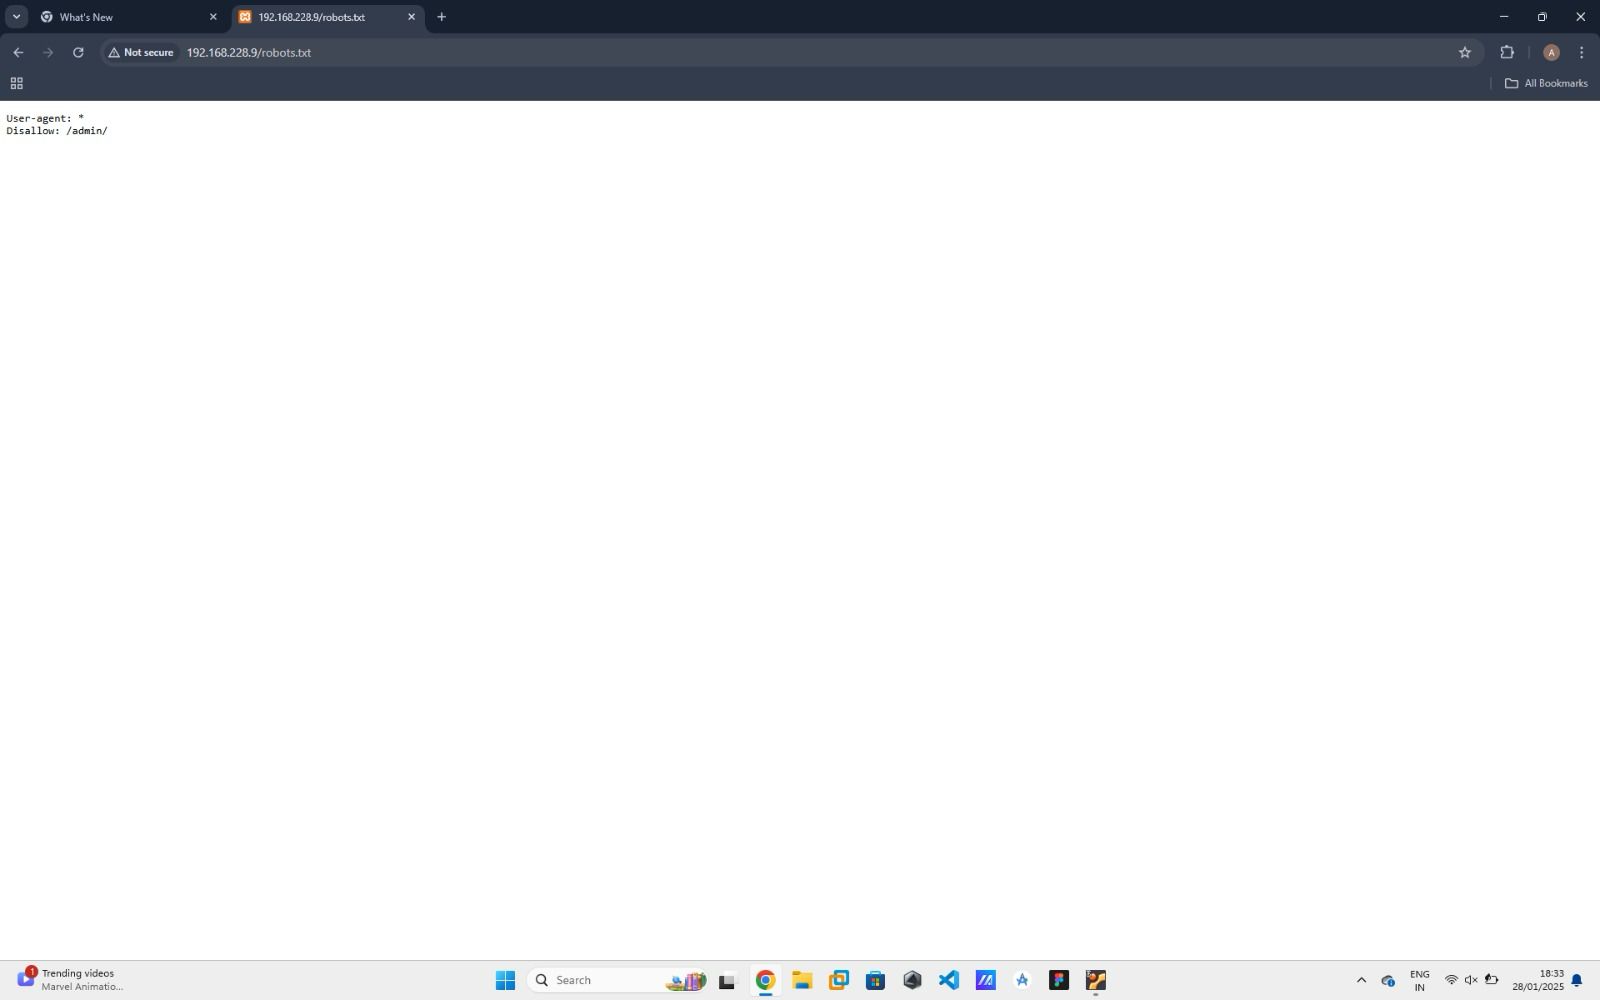 What's New
192.168.228.9/robots.txt
Not secure
192.168.228.9/robots.txt
A
All Bookmarks
User-agent: *
Disallow: /admin/
1
Trending videos
Marvel Animatio...
Search
ENG
IN
18:33
28/01/2025